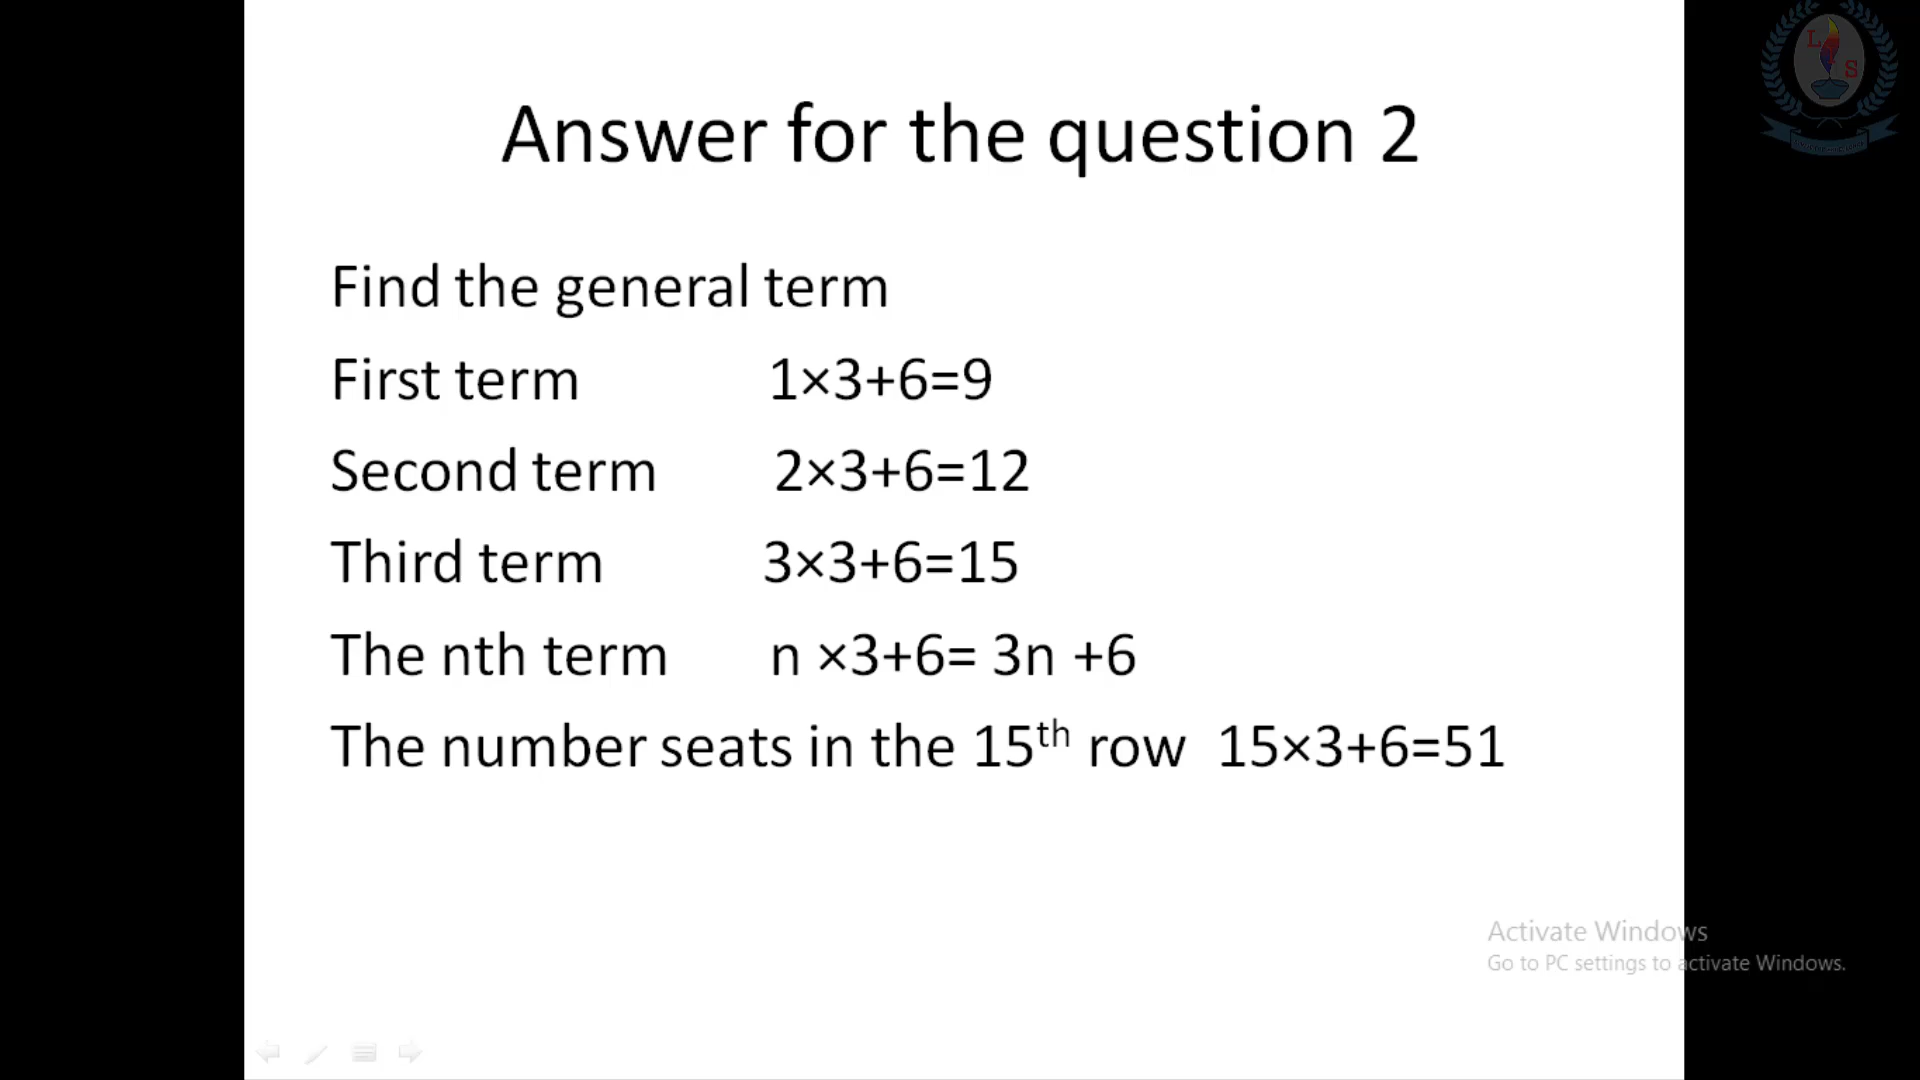 Answer for the question 2
Find the general term
First term 1×3+6=9
Second term 2×3+6=12
Third term 3×3+6=15
The nth term n ×3+6= 3n +6
The number seats in the 15th row 15×3+6=51
L
S
Activate Windows
Go to PC settings to activate Windows.